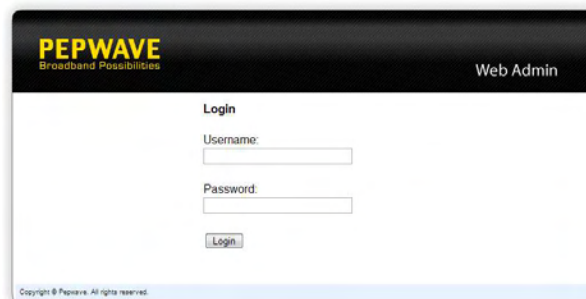 PEPWAVE
Broadband Possibilities
Web Admin
Login
Username:
Password:
Login
Copyright © Pepwave. All rights reserved.